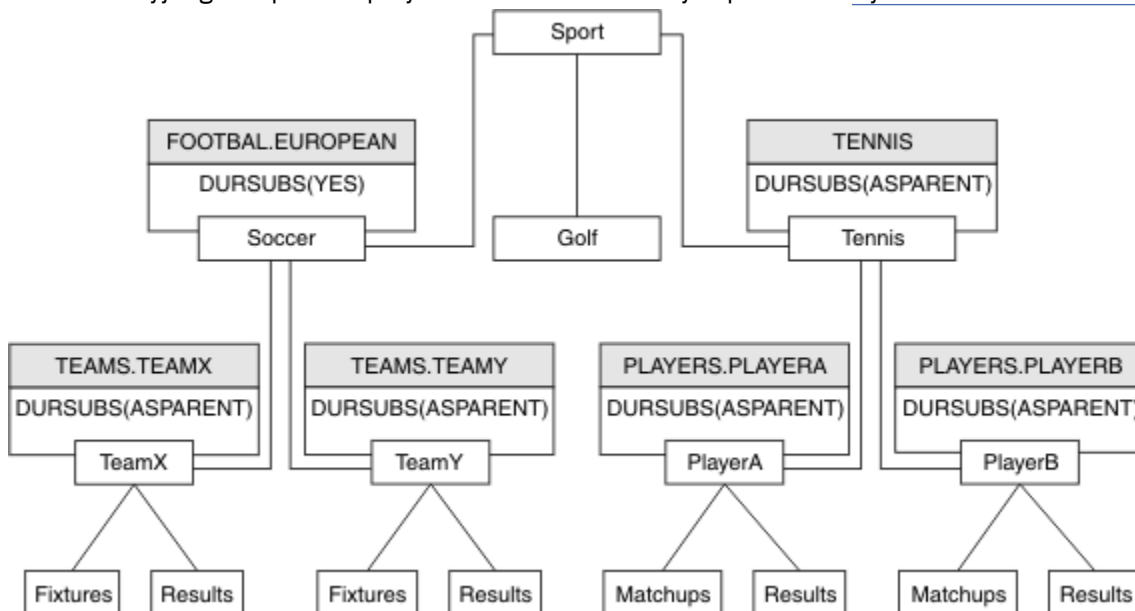 Sport
FOOTBAL.EUROPEAN
TENNIS
DURSUBS(YES)
DURSUBS(ASPARENT)
Soccer
Golf
Tennis
TEAMS.TEAMX
TEAMS.TEAMY
PLAYERS.PLAYERA
PLAYERS.PLAYERB
DURSUBS(ASPARENT)
DURSUBS(ASPARENT)
DURSUBS(ASPARENT)
DURSUBS(ASPARENT)
TeamX
TeamY
PlayerA
PlayerB
Fixtures
Results
Fixtures
Results
Matchups
Results
Matchups
Results